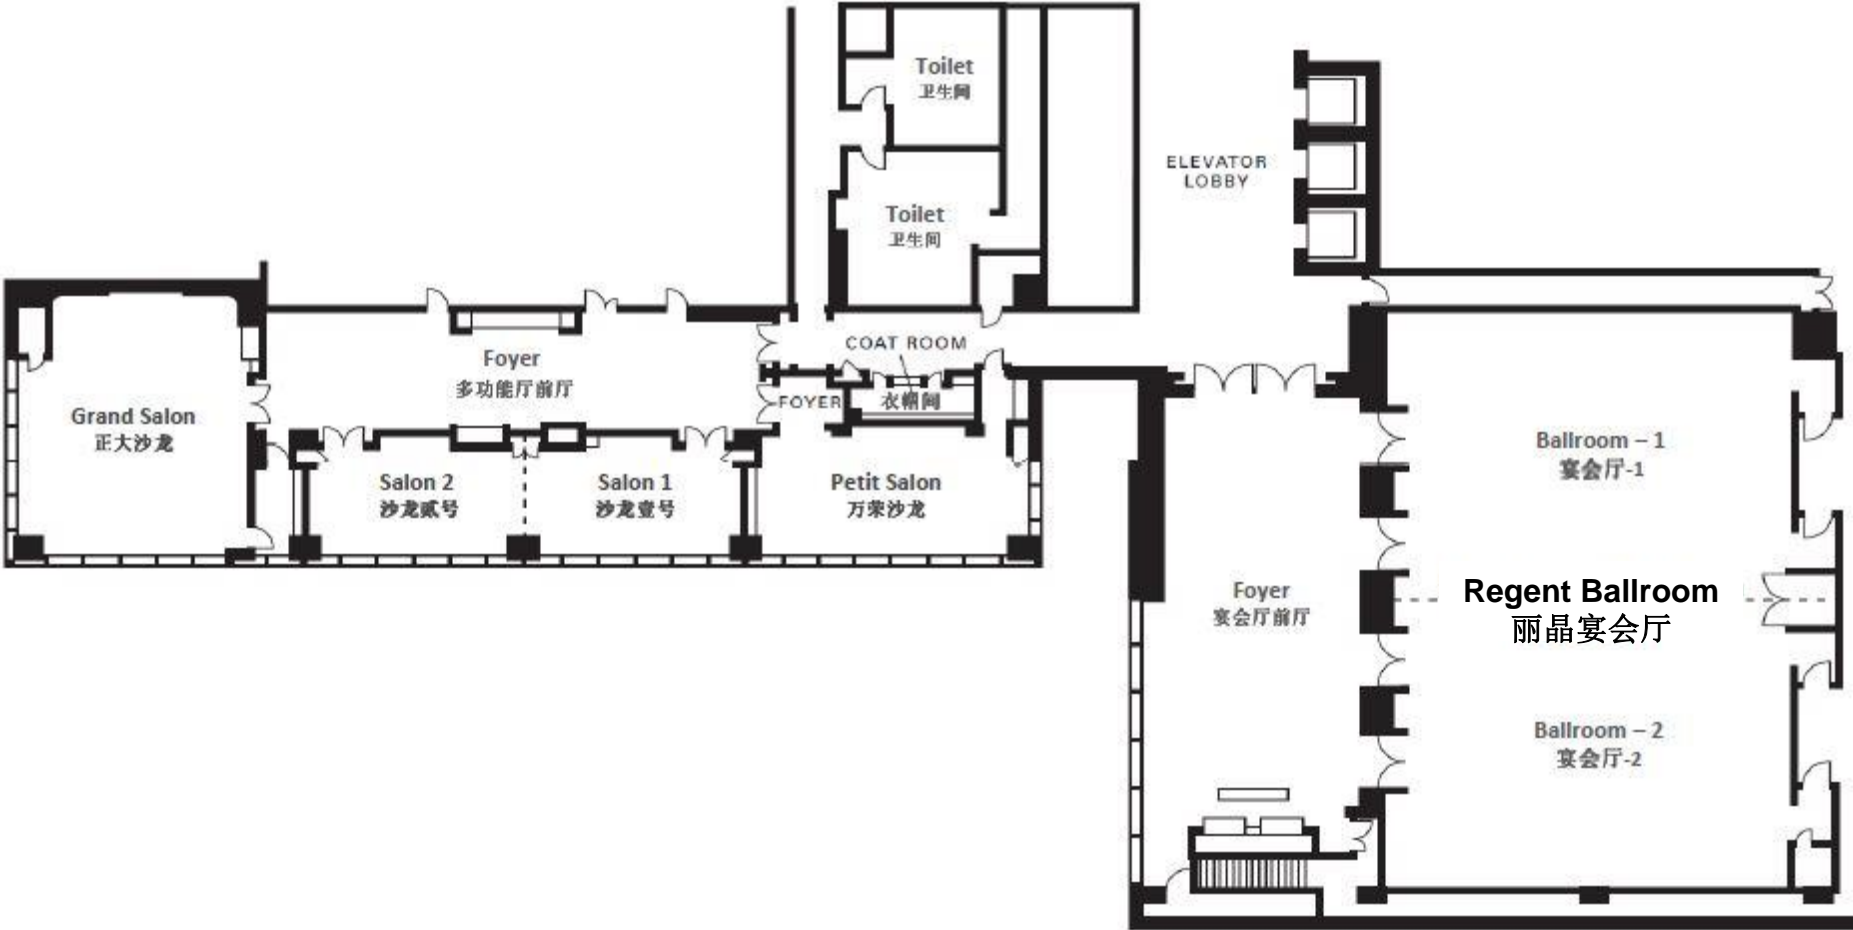 Toilet
卫生间
ELEVATOR
LOBBY
Toilet
卫生间
COAT ROOM
衣帽间
Foyer
多功能厅前厅
FOYER
Grand Salon
正大沙龙
Salon 2
沙龙贰号
Salon 1
沙龙壹号
Petit Salon
万荣沙龙
Ballroom – 1
宴会厅-1
Foyer
宴会厅前厅
Regent Ballroom
丽晶宴会厅
Ballroom – 2
宴会厅-2